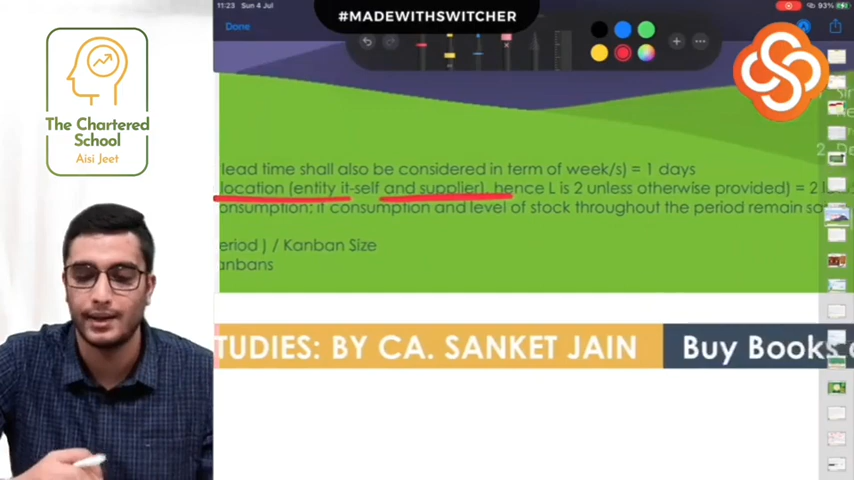 11:23 Sun 4 Jul
#MADEWITHSWITCHER
93%
Done
The Chartered
School
Aisi Jeet
lead time shall also be considered in term of week/s) = 1 days
location (entity it-self and supplier), hence L is 2 unless otherwise provided) = 2
onsumption; if consumption and level of stock throughout the period remain
eriod ) / Kanban Size
anbans
TUDIES: BY CA. SANKET JAIN
Buy Books